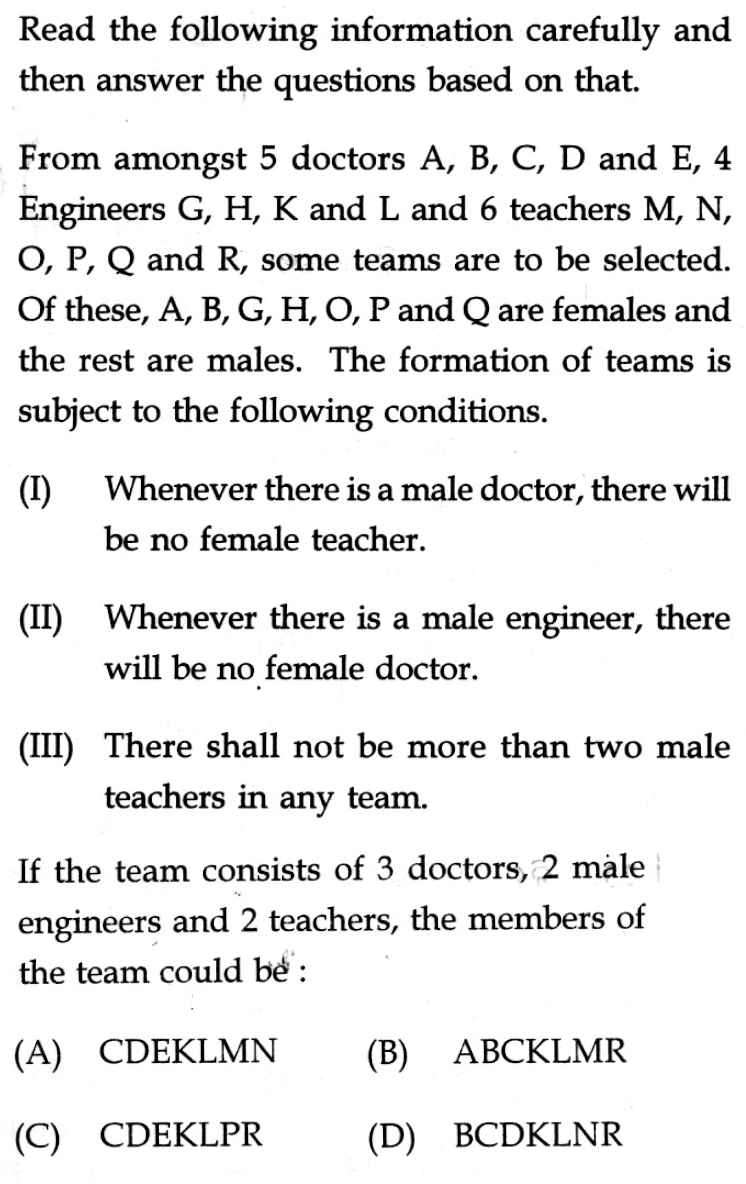 Read the following information carefully and
then answer the questions based on that.
From amongst 5 doctors A, B, C, D and E, 4
Engineers G, H, K and L and 6 teachers M, N,
O, P, Q and R, some teams are to be selected.
Of these, A, B, G, H, O, P and Q are females and
the rest are males. The formation of teams is
subject to the following conditions.
(I) Whenever there is a male doctor, there will
be no female teacher.
(II) Whenever there is a male engineer, there
will be no female doctor.
(III) There shall not be more than two male
teachers in any team.
If the team consists of 3 doctors, 2 male
engineers and 2 teachers, the members of
the team could be :
(A) CDEKLMN (B) ABCKLMR
(C) CDEKLPR (D) BCDKLNR